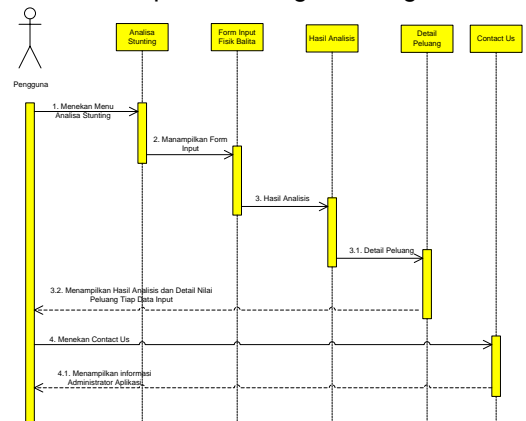 Analisa
Stunting
Form Input
Fisik Balita
Hasil Analisis
Detail
Peluang
Contact Us
Pengguna
1. Menekan Menu
Analisa Stunting
2. Manampilkan Form
Input
3. Hasil Analisis
3.1. Detail Peluang
3.2. Menampilkan Hasil Analisis dan Detail Nilai
Peluang Tiap Data Input
4. Menekan Contact Us
4.1. Menampilkan informasi
Administrator Aplikasi